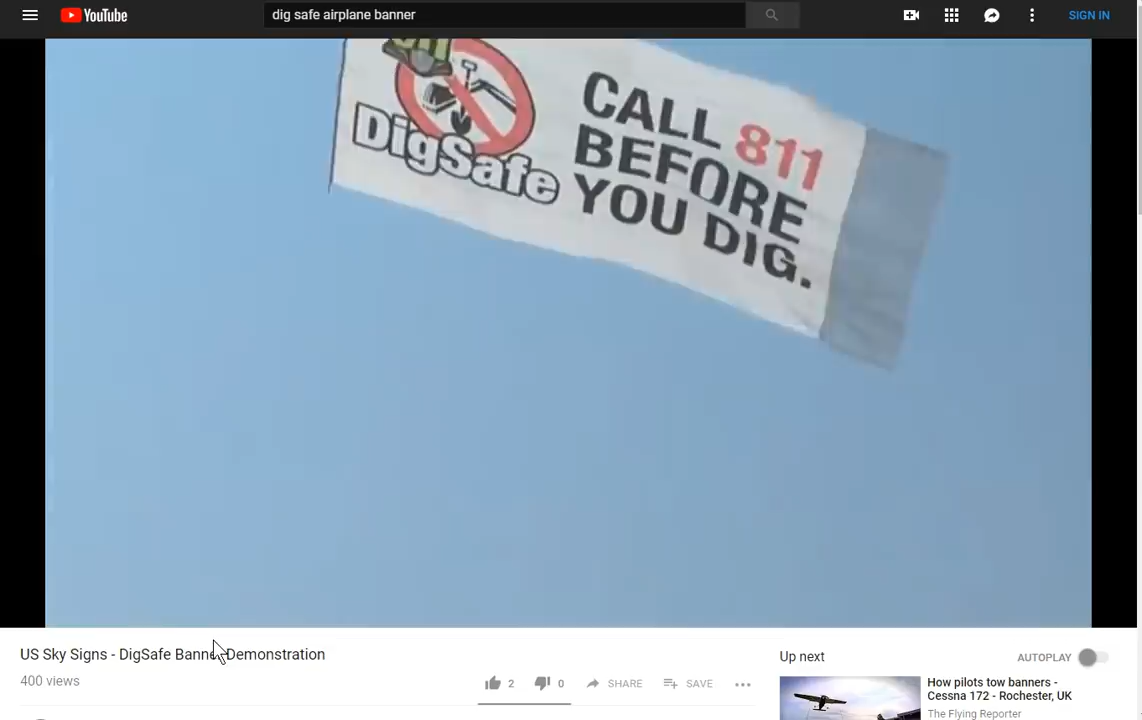 YouTube
dig safe airplane banner
SIGN IN
DigSafe
CALL 811
BEFORE
YOU DIG.
US Sky Signs - DigSafe Banner Demonstration
400 views
2
0
SHARE
SAVE
Up next
AUTOPLAY
How pilots tow banners -
Cessna 172 - Rochester, UK
The Flying Reporter